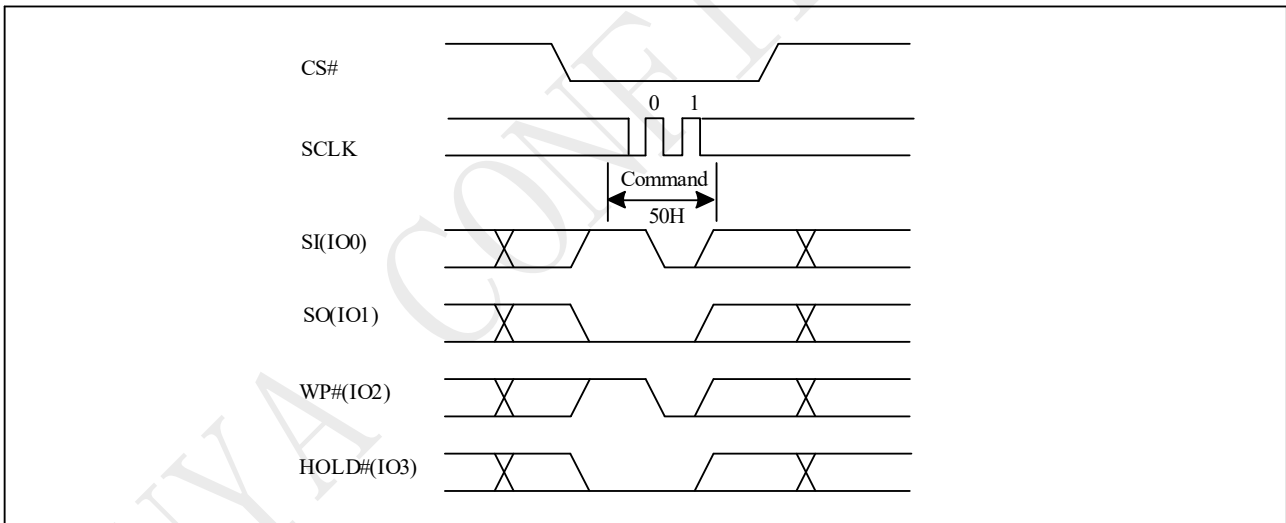 CS#
0 1
SCLK
Command
50H
SI(IO0)
SO(IO1)
WP#(IO2)
HOLD#(IO3)